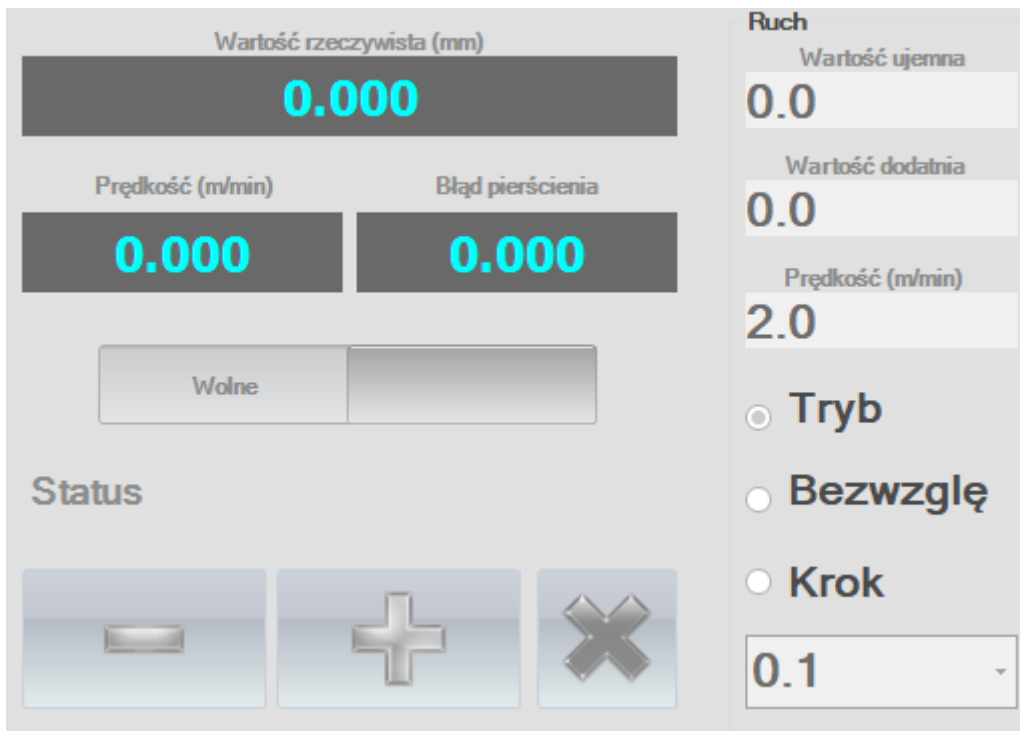 Wartość rzeczywista (mm)
0.000
Prędkość (m/min)
Błąd pierścienia
0.000
0.000
Wolne
Status
Ruch
Wartość ujemna
0.0
Wartość dodatnia
0.0
Prędkość (m/min)
2.0
Tryb
Bezwzglę
Krok
0.1